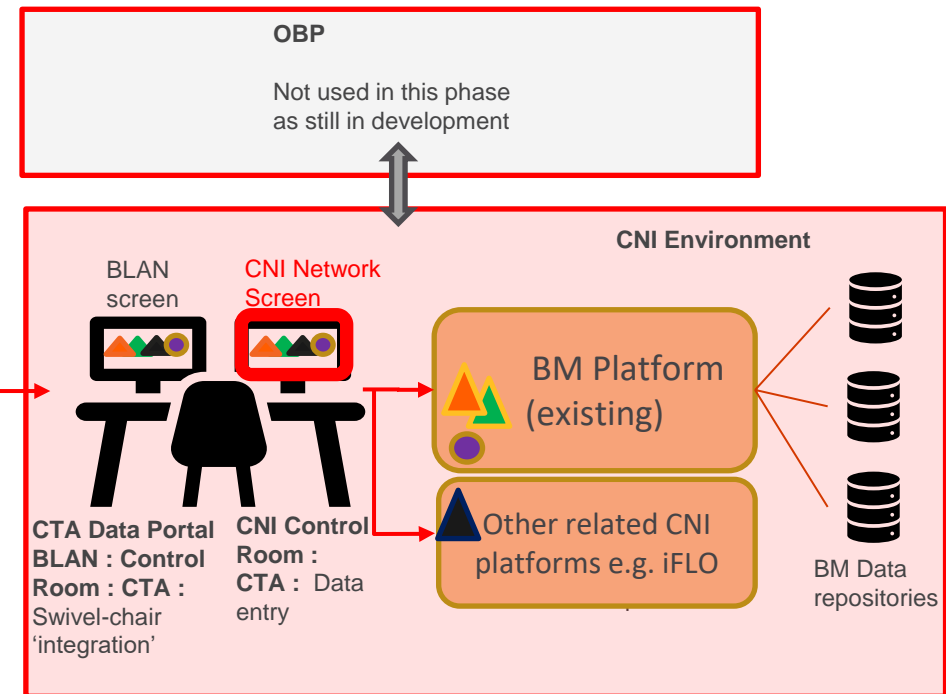 OBP
Not used in this phase
as still in development
CNI Environment
BLAN
screen
CNI Network
Screen
BM Platform
(existing)
Other related CNI
platforms e.g. iFLO
CTA Data Portal
BLAN : Control
Room : CTA :
Swivel-chair
‘integration’
CNI Control
Room :
CTA : Data
entry
BM Data
repositories